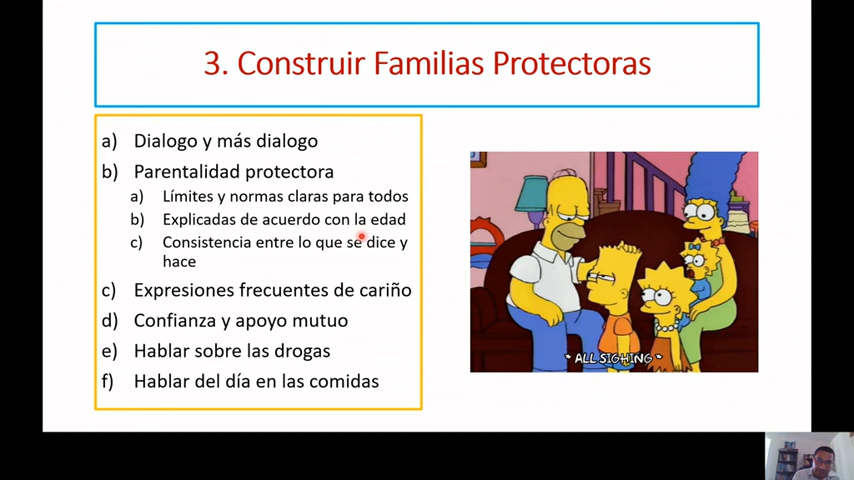 3. Construir Familias Protectoras
a) Dialogo y más dialogo
b) Parentalidad protectora
a) Límites y normas claras para todos
b) Explicadas de acuerdo con la edad
c) Consistencia entre lo que se dice y
hace
c) Expresiones frecuentes de cariño
d) Confianza y apoyo mutuo
e) Hablar sobre las drogas
f) Hablar del día en las comidas
* ALL SIGHING *